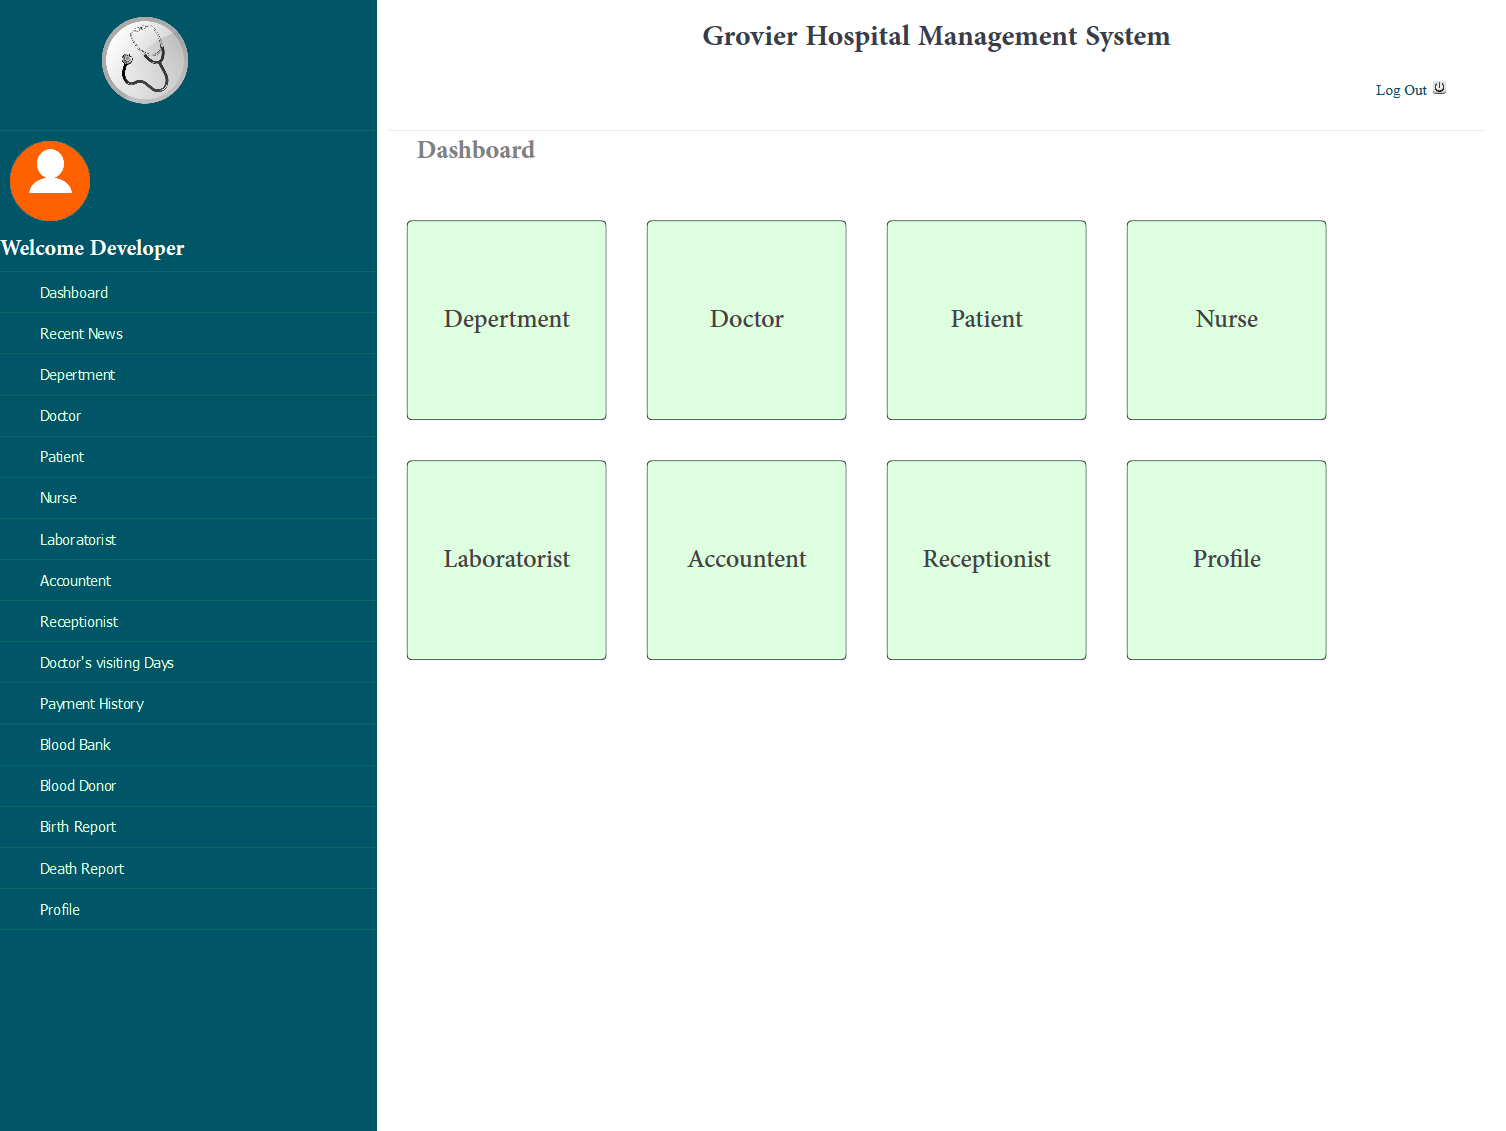 Grovier Hospital Management System
Log Out
Welcome Developer
Dashboard
Recent News
Depertment
Doctor
Patient
Nurse
Laboratorist
Accountent
Receptionist
Doctor's visiting Days
Payment History
Blood Bank
Blood Donor
Birth Report
Death Report
Profile
Dashboard
Depertment
Doctor
Patient
Nurse
Laboratorist
Accountent
Receptionist
Profile